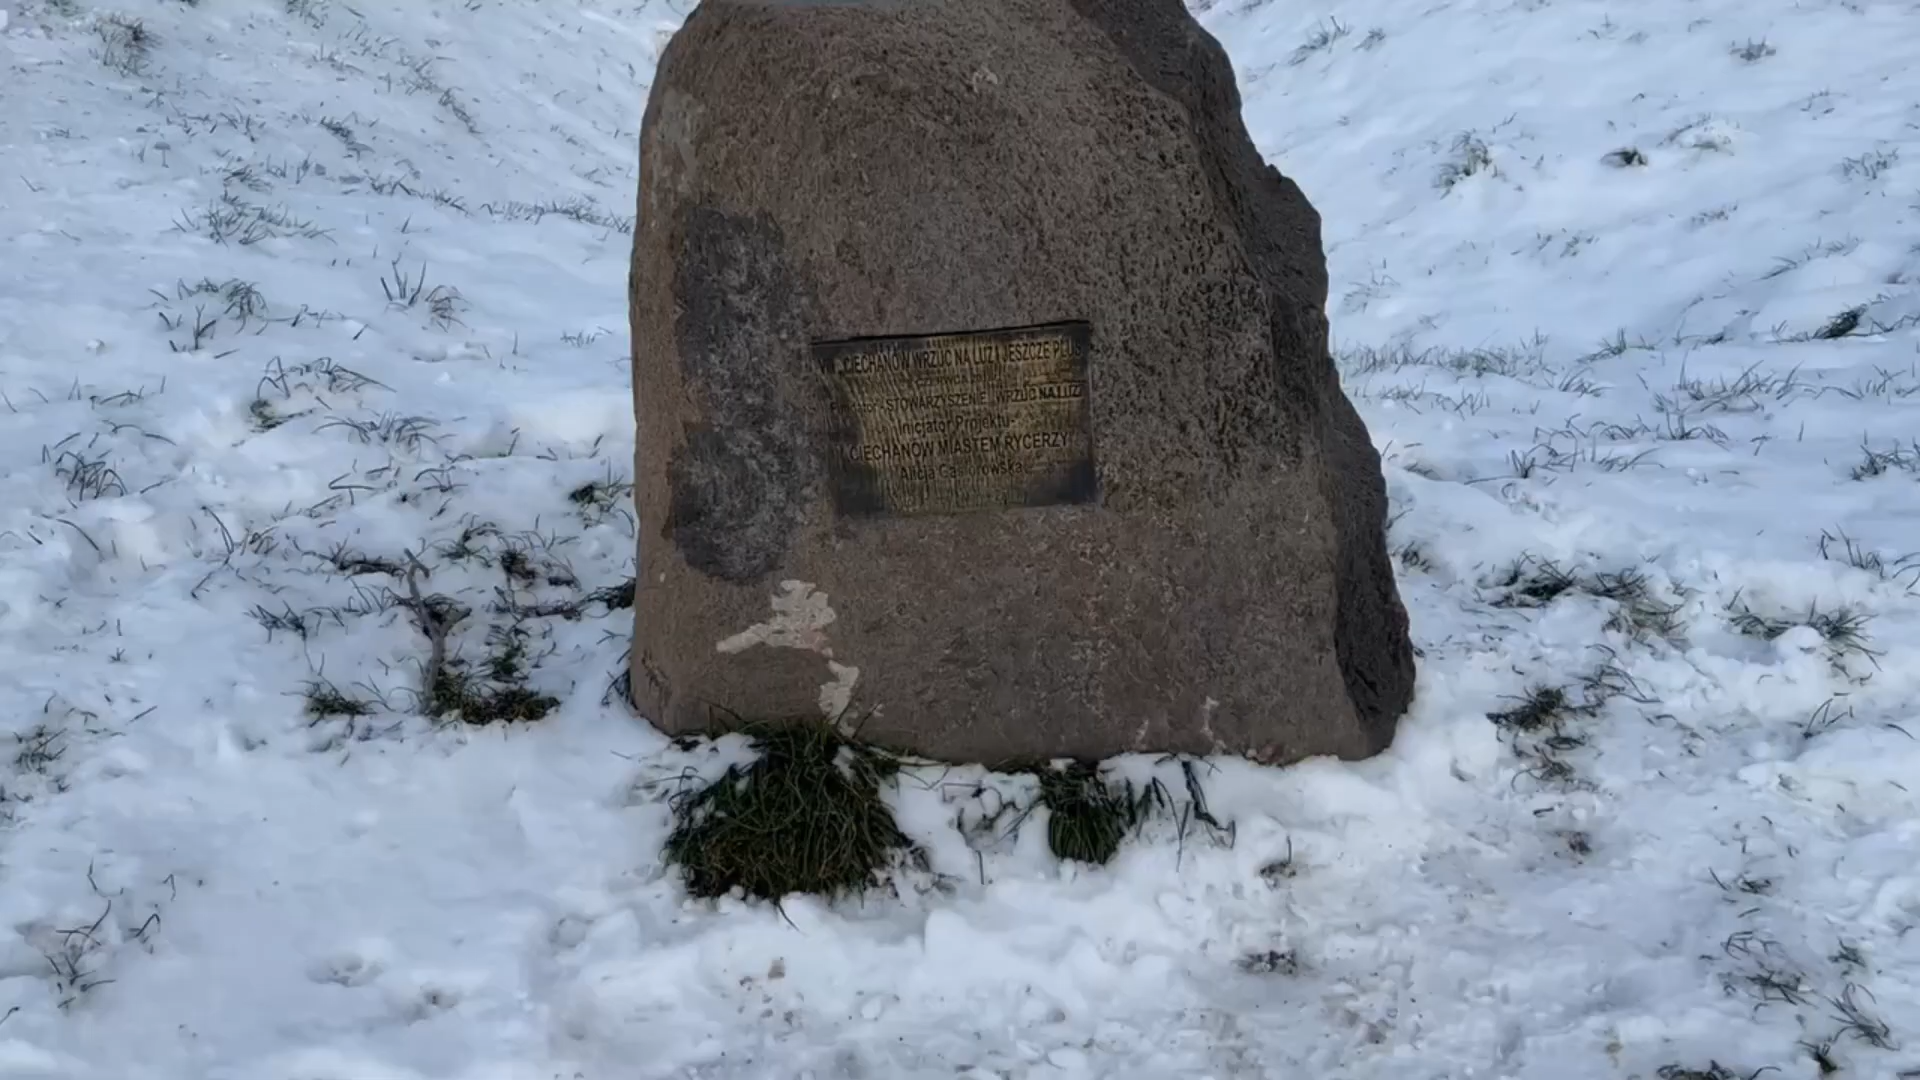 CIECHANÓW WRZUĆ NA LUZ I JESZCZE PLUS
STOWARZYSZENIE WRZUĆ NA LUZ
Inicjator Projektu-
CIECHANÓW MIASTEM RYCERZY
Alicja